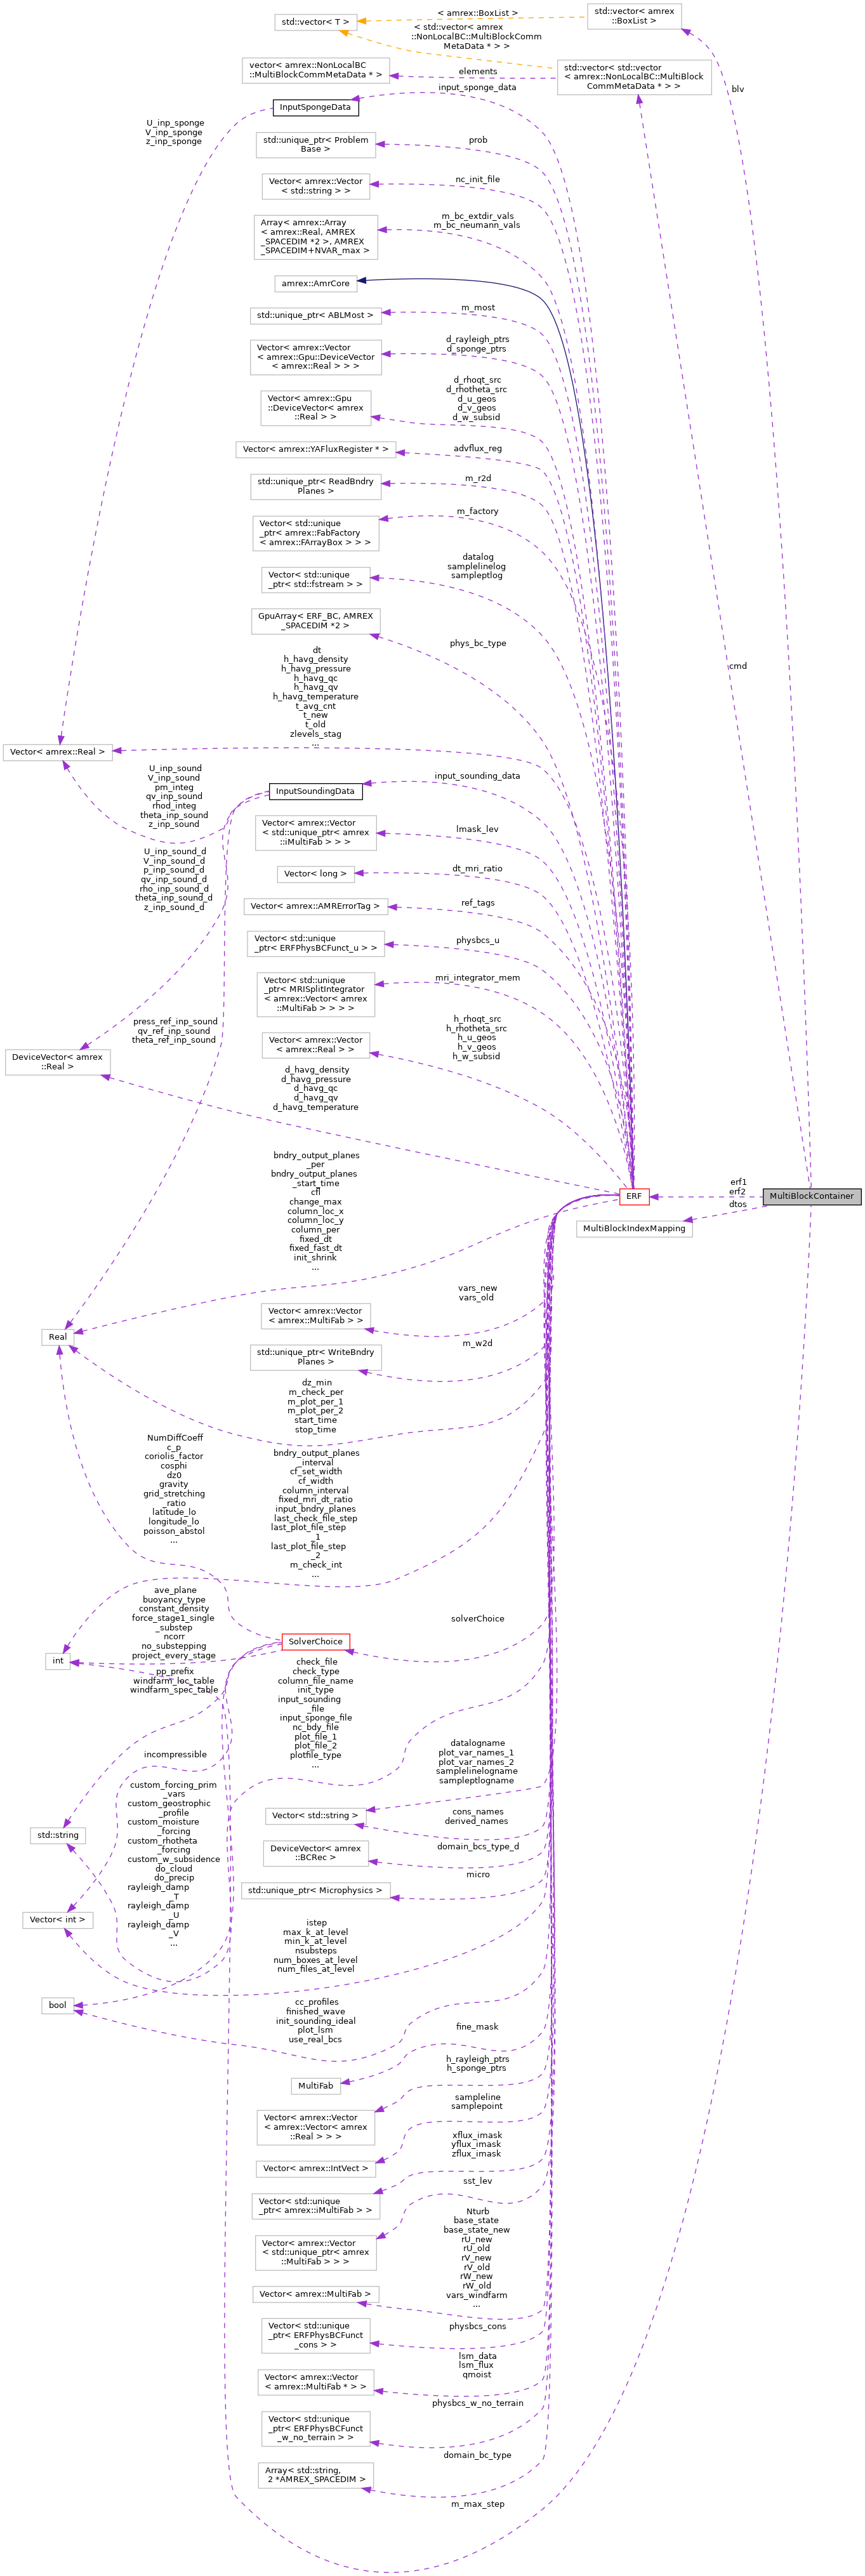 std::vector< T >
< amrex::BoxList >
std::vector< amrex
::BoxList >
< std::vector< amrex
::NonLocalBC::MultiBlockComm
MetaData * > >
vector< amrex::NonLocalBC
::MultiBlockCommMetaData * >
elements
std::vector< std::vector
< amrex::NonLocalBC::MultiBlock
CommMetaData * > >
blv
input_sponge_data
InputSpongeData
U_inp_sponge
V_inp_sponge
z_inp_sponge
std::unique_ptr< Problem
Base >
prob
Vector< amrex::Vector
< std::string > >
nc_init_file
Array< amrex::Array
< amrex::Real, AMREX
_SPACEDIM *2 >, AMREX
_SPACEDIM+NVAR_max >
m_bc_extdir_vals
m_bc_neumann_vals
amrex::AmrCore
std::unique_ptr< ABLMost >
m_most
Vector< amrex::Vector
< amrex::Gpu::DeviceVector
< amrex::Real > > >
d_rayleigh_ptrs
d_sponge_ptrs
Vector< amrex::Gpu
::DeviceVector< amrex
::Real > >
d_rhoqt_src
d_rhotheta_src
d_u_geos
d_v_geos
d_w_subsid
Vector< amrex::YAFluxRegister * >
advflux_reg
std::unique_ptr< ReadBndry
Planes >
m_r2d
Vector< std::unique
_ptr< amrex::FabFactory
< amrex::FArrayBox > > >
m_factory
Vector< std::unique
_ptr< std::fstream > >
datalog
samplelinelog
sampleptlog
GpuArray< ERF_BC, AMREX
_SPACEDIM *2 >
phys_bc_type
cmd
dt
h_havg_density
h_havg_pressure
h_havg_qc
h_havg_qv
h_havg_temperature
t_avg_cnt
t_new
t_old
zlevels_stag
...
Vector< amrex::Real >
U_inp_sound
V_inp_sound
pm_integ
qv_inp_sound
rhod_integ
theta_inp_sound
z_inp_sound
InputSoundingData
input_sounding_data
Vector< amrex::Vector
< std::unique_ptr< amrex
::iMultiFab > > >
lmask_lev
U_inp_sound_d
V_inp_sound_d
p_inp_sound_d
qv_inp_sound_d
rho_inp_sound_d
theta_inp_sound_d
z_inp_sound_d
Vector< long >
dt_mri_ratio
Vector< amrex::AMRErrorTag >
ref_tags
Vector< std::unique
_ptr< ERFPhysBCFunct_u > >
physbcs_u
Vector< std::unique
_ptr< MRISplitIntegrator
< amrex::Vector< amrex
::MultiFab > > > >
mri_integrator_mem
press_ref_inp_sound
qv_ref_inp_sound
theta_ref_inp_sound
Vector< amrex::Vector
< amrex::Real > >
h_rhoqt_src
h_rhotheta_src
h_u_geos
h_v_geos
h_w_subsid
DeviceVector< amrex
::Real >
d_havg_density
d_havg_pressure
d_havg_qc
d_havg_qv
d_havg_temperature
ERF
erf1
erf2
MultiBlockContainer
dtos
MultiBlockIndexMapping
bndry_output_planes
_per
bndry_output_planes
_start_time
cfl
change_max
column_loc_x
column_loc_y
column_per
fixed_dt
fixed_fast_dt
init_shrink
...
Real
Vector< amrex::Vector
< amrex::MultiFab > >
vars_new
vars_old
std::unique_ptr< WriteBndry
Planes >
m_w2d
dz_min
m_check_per
m_plot_per_1
m_plot_per_2
start_time
stop_time
NumDiffCoeff
c_p
coriolis_factor
cosphi
dz0
gravity
grid_stretching
_ratio
latitude_lo
longitude_lo
poisson_abstol
...
bndry_output_planes
_interval
cf_set_width
cf_width
column_interval
fixed_mri_dt_ratio
input_bndry_planes
last_check_file_step
last_plot_file_step
_1
last_plot_file_step
_2
m_check_int
...
ave_plane
buoyancy_type
constant_density
force_stage1_single
_substep
ncorr
no_substepping
project_every_stage
int
SolverChoice
solverChoice
pp_prefix
windfarm_loc_table
windfarm_spec_table
check_file
check_type
column_file_name
init_type
input_sounding
_file
input_sponge_file
nc_bdy_file
plot_file_1
plot_file_2
plotfile_type
...
incompressible
datalogname
plot_var_names_1
plot_var_names_2
samplelinelogname
sampleptlogname
custom_forcing_prim
_vars
custom_geostrophic
_profile
custom_moisture
_forcing
custom_rhotheta
_forcing
custom_w_subsidence
do_cloud
do_precip
rayleigh_damp
_T
rayleigh_damp
_U
rayleigh_damp
_V
...
std::string
Vector< std::string >
cons_names
derived_names
DeviceVector< amrex
::BCRec >
domain_bcs_type_d
std::unique_ptr< Microphysics >
micro
Vector< int >
istep
max_k_at_level
min_k_at_level
nsubsteps
num_boxes_at_level
num_files_at_level
bool
cc_profiles
finished_wave
init_sounding_ideal
plot_lsm
use_real_bcs
fine_mask
MultiFab
h_rayleigh_ptrs
h_sponge_ptrs
Vector< amrex::Vector
< amrex::Vector< amrex
::Real > > >
sampleline
samplepoint
Vector< amrex::IntVect >
xflux_imask
yflux_imask
zflux_imask
Vector< std::unique
_ptr< amrex::iMultiFab > >
sst_lev
Vector< amrex::Vector
< std::unique_ptr< amrex
::MultiFab > > >
Nturb
base_state
base_state_new
rU_new
rU_old
rV_new
rV_old
rW_new
rW_old
vars_windfarm
...
Vector< amrex::MultiFab >
Vector< std::unique
_ptr< ERFPhysBCFunct
_cons > >
physbcs_cons
Vector< amrex::Vector
< amrex::MultiFab * > >
lsm_data
lsm_flux
qmoist
physbcs_w_no_terrain
Vector< std::unique
_ptr< ERFPhysBCFunct
_w_no_terrain > >
domain_bc_type
Array< std::string,
2 *AMREX_SPACEDIM >
m_max_step